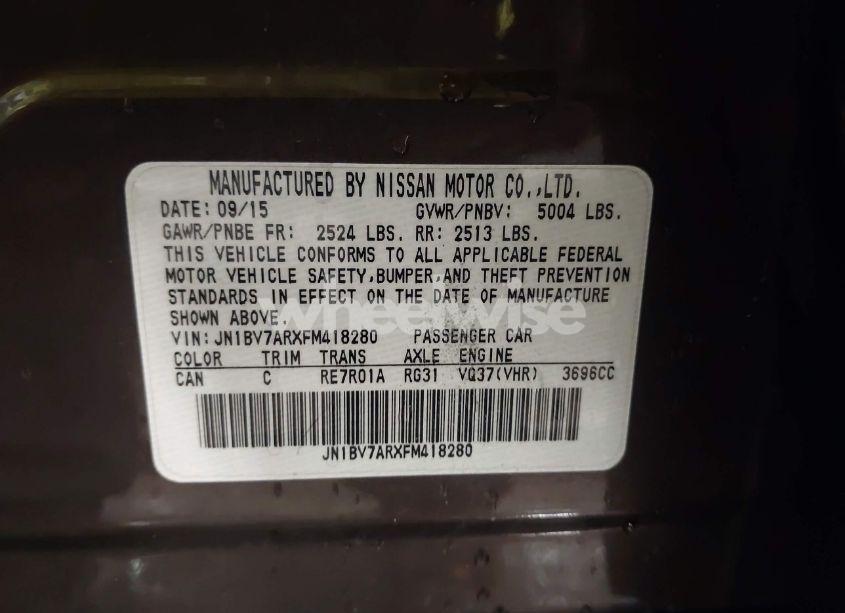 MANUFACTURED BY NISSAN MOTOR CO.,LTD.
DATE: 09/15 GVWR/PNBV: 5004 LBS.
GAWR/PNBE FR: 2524 LBS. RR: 2513 LBS.
THIS VEHICLE CONFORMS TO ALL APPLICABLE FEDERAL
MOTOR VEHICLE SAFETY,BUMPER,AND THEFT PREVENTION
STANDARDS IN EFFECT ON THE DATE OF MANUFACTURE
SHOWN ABOVE.
wheelwise
VIN: JN1BV7ARXFM418280 PASSENGER CAR
COLOR TRIM TRANS AXLE ENGINE
CAN C RE7R01A RG31 VQ37(VHR) 3696CC
JN1BV7ARXFM418280